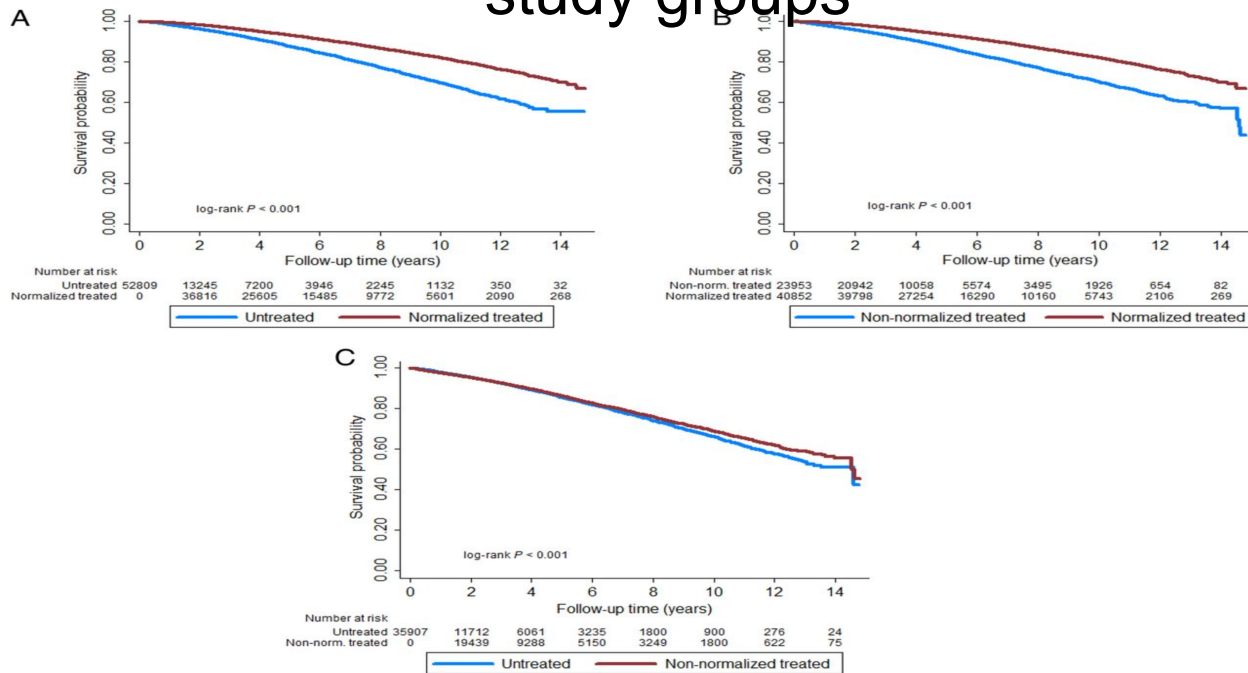 study groups
A
Survival probability
1.00
0.80
0.60
0.40
0.20
0.00
log-rank P < 0.001
0 2 4 6 8 10 12 14
Follow-up time (years)
Number at risk
Untreated 52809 13245 7200 3946 2245 1132 350 32
Normalized treated 0 36816 25605 15485 9772 5601 2090 268
Untreated Normalized treated
B
Survival probability
1.00
0.80
0.60
0.40
0.20
0.00
log-rank P < 0.001
0 2 4 6 8 10 12 14
Follow-up time (years)
Number at risk
Non-norm. treated 23953 20942 10058 5574 3495 1926 654 82
Normalized treated 40852 39798 27254 16290 10160 5743 2106 269
Non-normalized treated Normalized treated
C
Survival probability
1.00
0.80
0.60
0.40
0.20
0.00
log-rank P < 0.001
0 2 4 6 8 10 12 14
Follow-up time (years)
Number at risk
Untreated 35907 11712 6061 3235 1800 900 276 24
Non-norm. treated 0 19439 9288 5150 3249 1800 622 75
Untreated Non-normalized treated